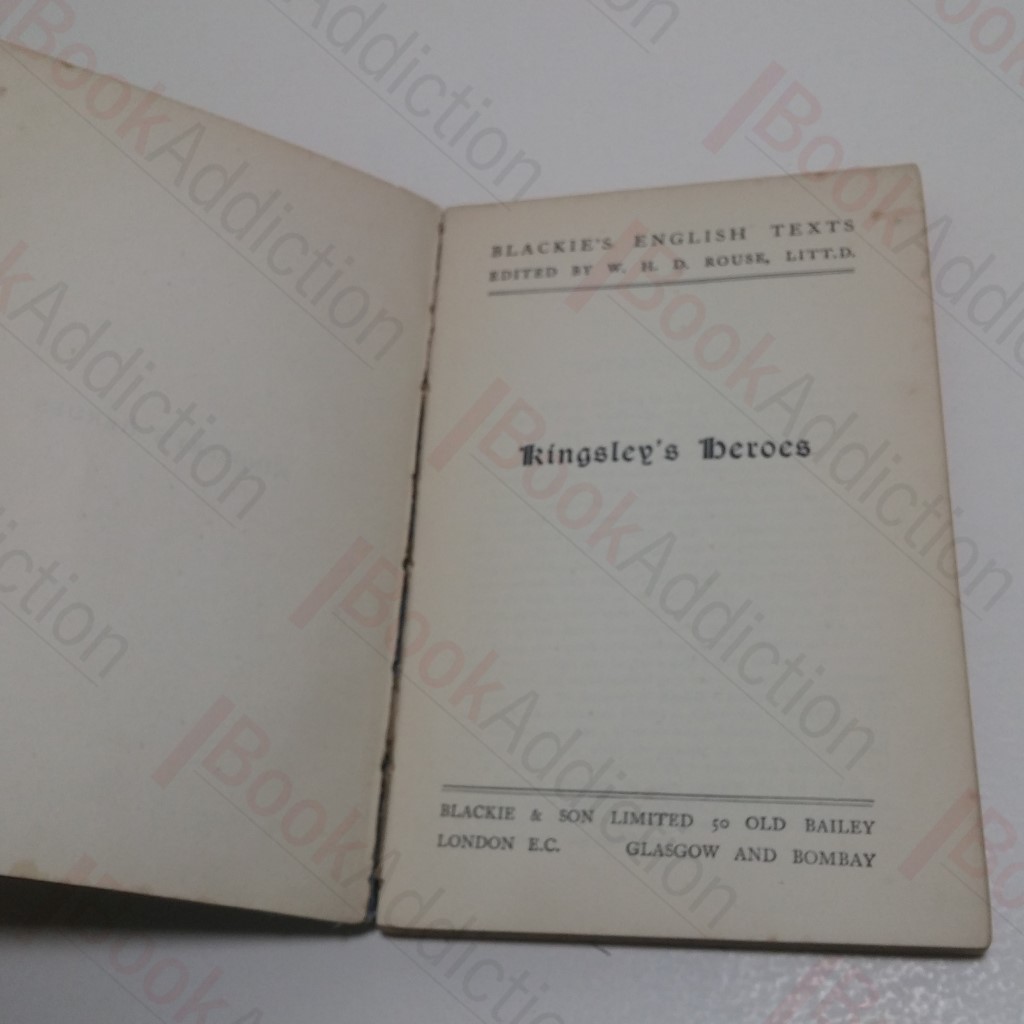 BLACKIE'S ENGLISH TEXTS
EDITED BY W. H. D. ROUSE, LITT.D.
Kingsley's Heroes
BLACKIE & SON LIMITED 50 OLD BAILEY
LONDON E.C. GLASGOW AND BOMBAY
BookAddiction